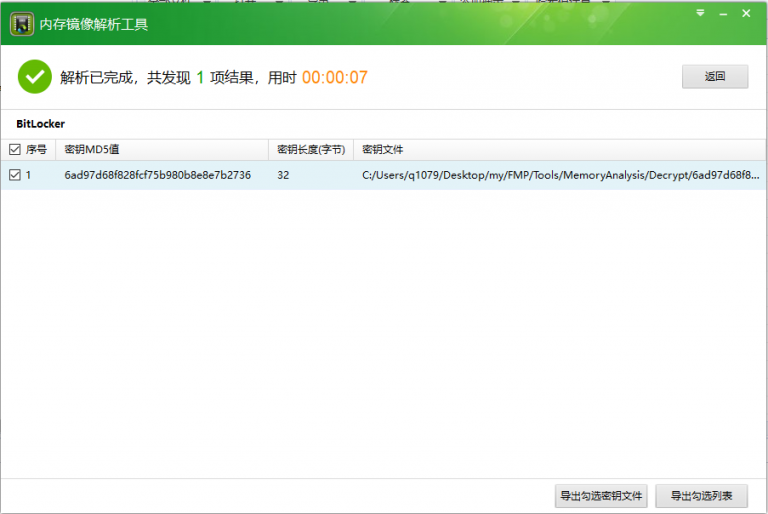 内存镜像解析工具
解析已完成，共发现 1 项结果，用时 00:00:07
返回
BitLocker
序号 密钥MD5值 密钥长度(字节) 密钥文件
1 6ad97d68f828fcf75b980b8e8e7b2736 32 C:/Users/q1079/Desktop/my/FMP/Tools/MemoryAnalysis/Decrypt/6ad97d68f8...
导出勾选密钥文件 导出勾选列表